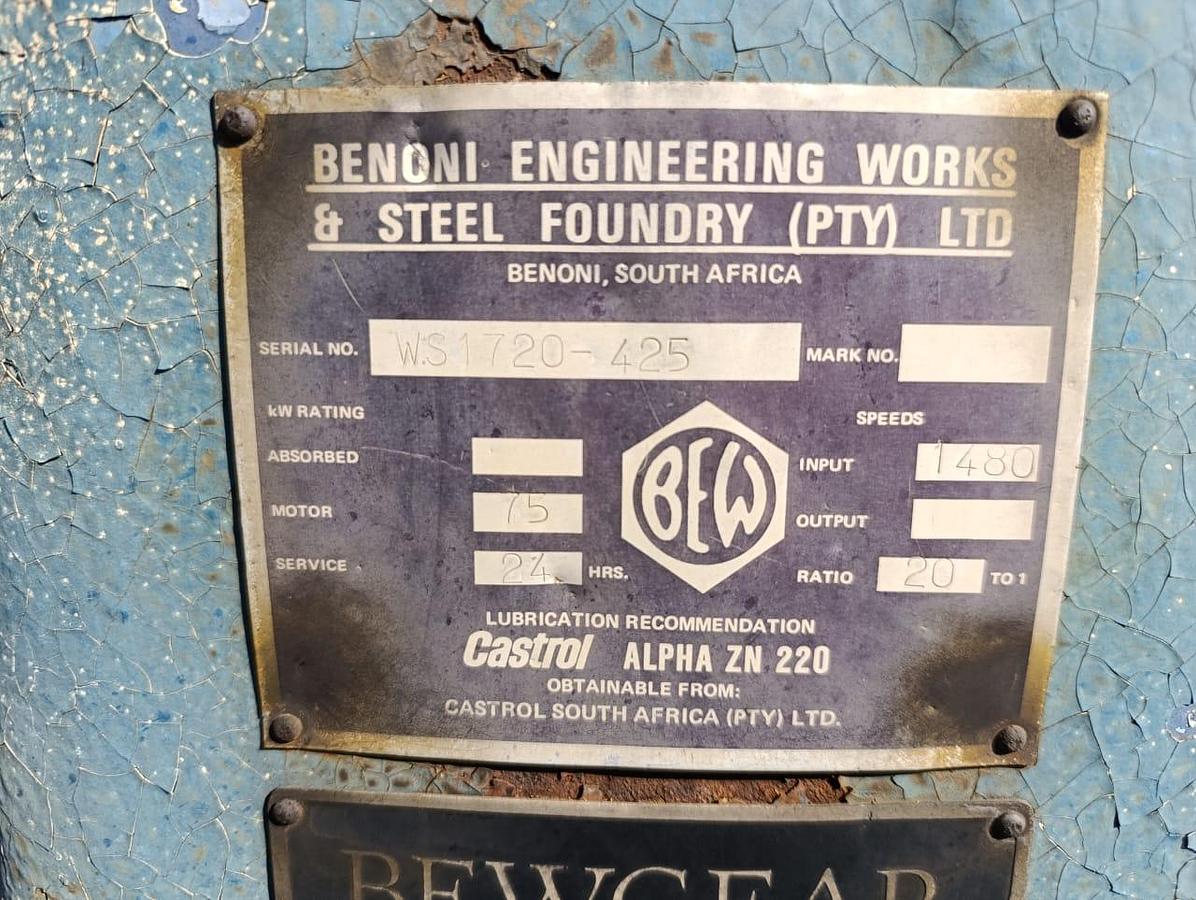 BENONI ENGINEERING WORKS
& STEEL FOUNDRY (PTY) LTD
BENONI, SOUTH AFRICA
SERIAL NO. W.S1720-425 MARK NO.
kW RATING SPEEDS
ABSORBED INPUT 1480
MOTOR 75 OUTPUT
BEW
SERVICE 24 HRS. RATIO 20 TO 1
LUBRICATION RECOMMENDATION
Castrol ALPHA ZN 220
OBTAINABLE FROM:
CASTROL SOUTH AFRICA (PTY) LTD.
BEWGEAR